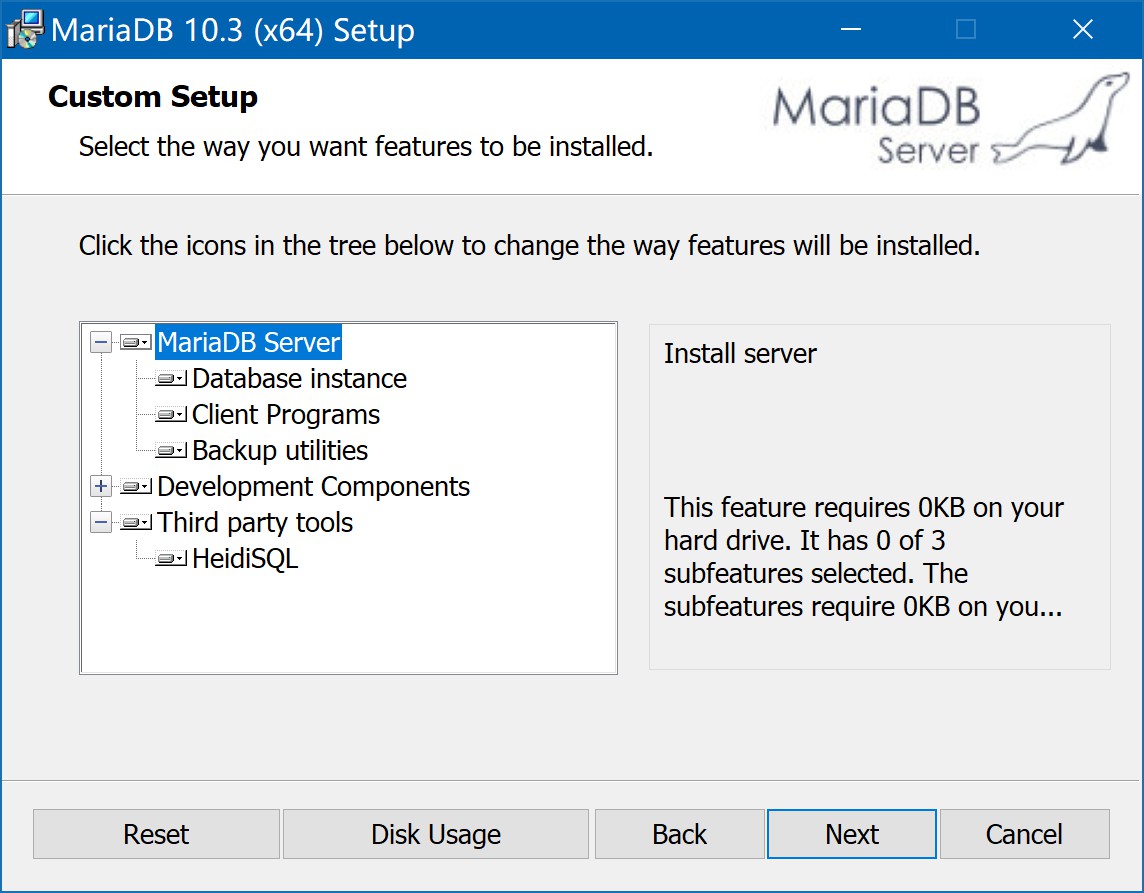 MariaDB 10.3 (x64) Setup
Custom Setup
Select the way you want features to be installed.
MariaDB
Server
Click the icons in the tree below to change the way features will be installed.
MariaDB Server
Database instance
Client Programs
Backup utilities
Development Components
Third party tools
HeidiSQL
Install server
This feature requires 0KB on your
hard drive. It has 0 of 3
subfeatures selected. The
subfeatures require 0KB on you...
Reset
Disk Usage
Back
Next
Cancel